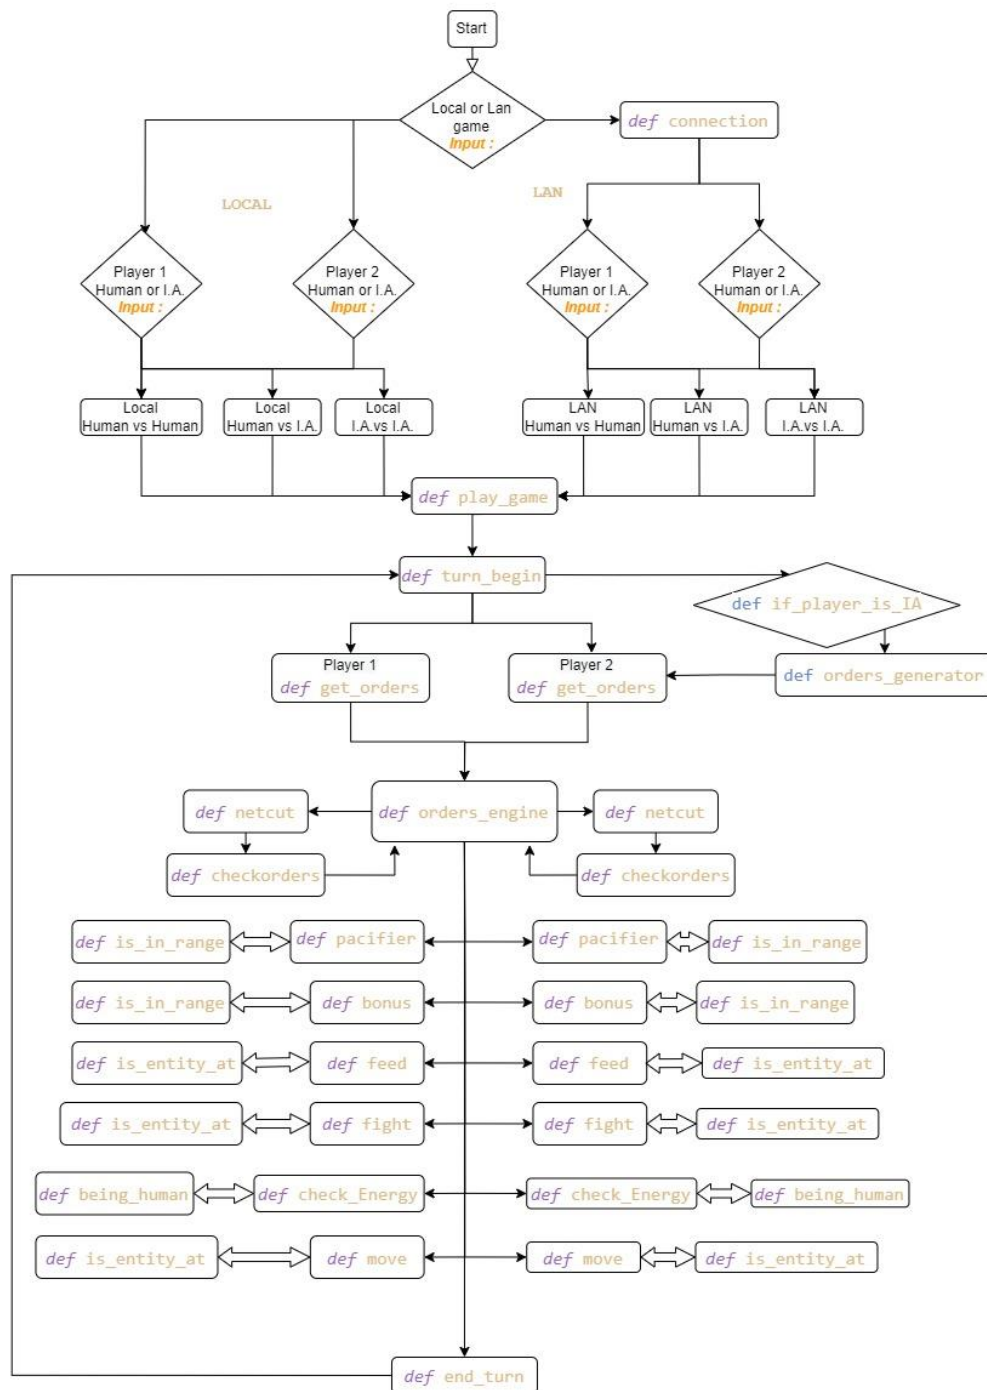 Start
Local or Lan
game
Input :
def connection
LOCAL
LAN
Player 1
Human or I.A.
Input :
Player 2
Human or I.A.
Input :
Player 1
Human or I.A.
Input :
Player 2
Human or I.A.
Input :
Local
Human vs Human
Local
Human vs I.A.
Local
I.A.vs I.A.
LAN
Human vs Human
LAN
Human vs I.A.
LAN
I.A.vs I.A.
def play_game
def turn_begin
def if_player_is_IA
Player 1
def get_orders
Player 2
def get_orders
def orders_generator
def netcut
def orders_engine
def netcut
def checkorders
def checkorders
def is_in_range
def pacifier
def pacifier
def is_in_range
def is_in_range
def bonus
def bonus
def is_in_range
def is_entity_at
def feed
def feed
def is_entity_at
def is_entity_at
def fight
def fight
def is_entity_at
def being_human
def check_Energy
def check_Energy
def being_human
def is_entity_at
def move
def move
def is_entity_at
def end_turn